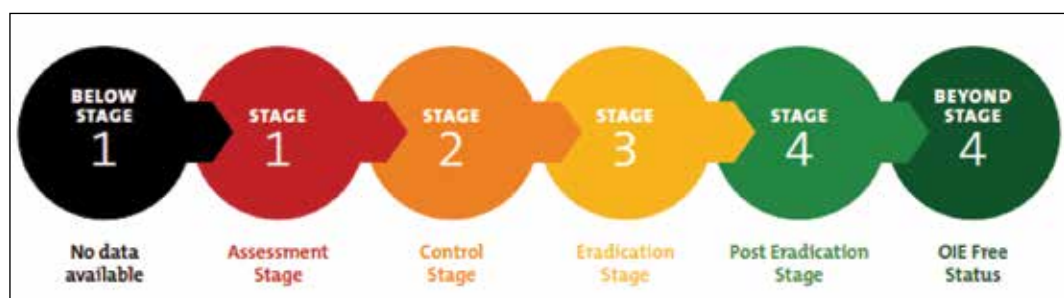 BELOW
STAGE
1
STAGE
1
STAGE
2
STAGE
3
STAGE
4
BEYOND
STAGE
4
No data
available
Assessment
Stage
Control
Stage
Eradication
Stage
Post Eradication
Stage
OIE Free
Status